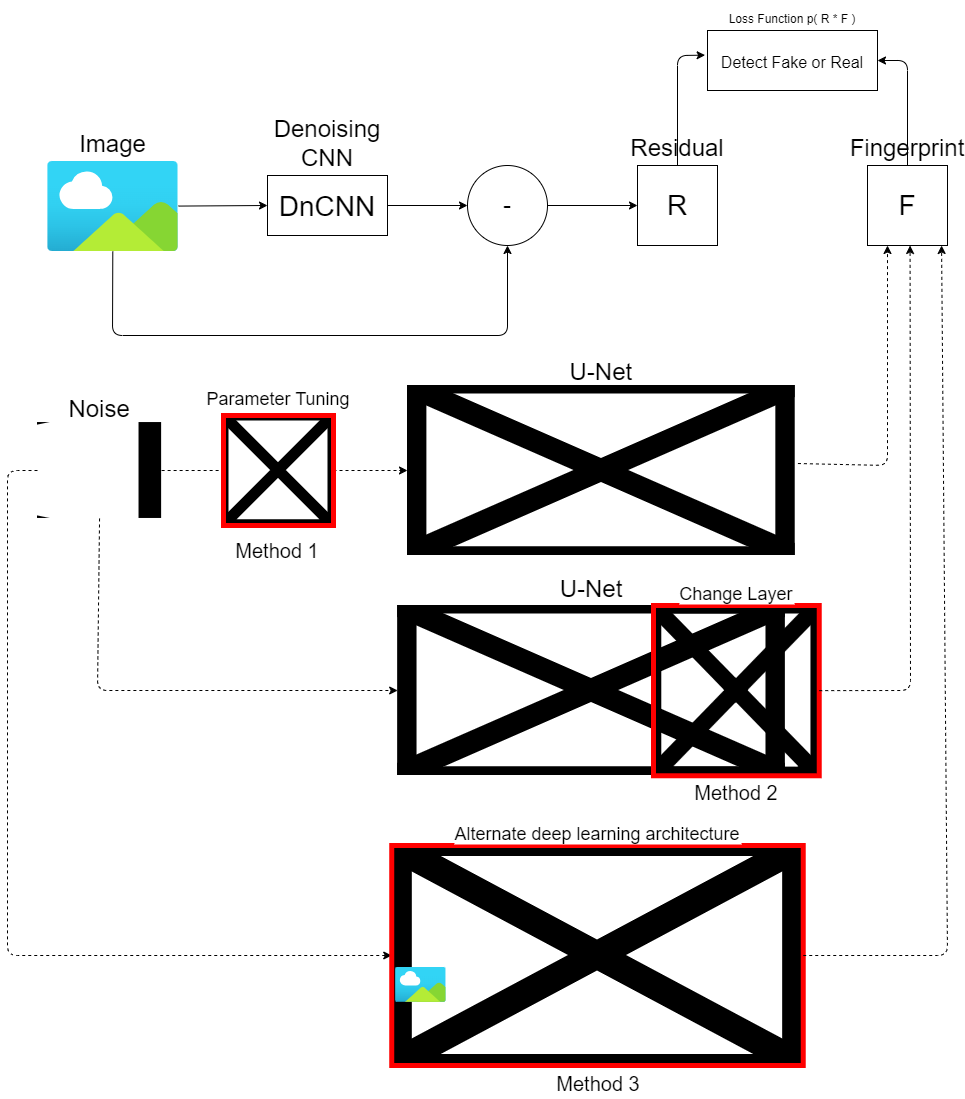 Loss Function p( R * F )
Detect Fake or Real
Image
Denoising
CNN
DnCNN
-
Residual
R
Fingerprint
F
Noise
Parameter Tuning
Method 1
U-Net
U-Net
Change Layer
Method 2
Alternate deep learning architecture
Method 3